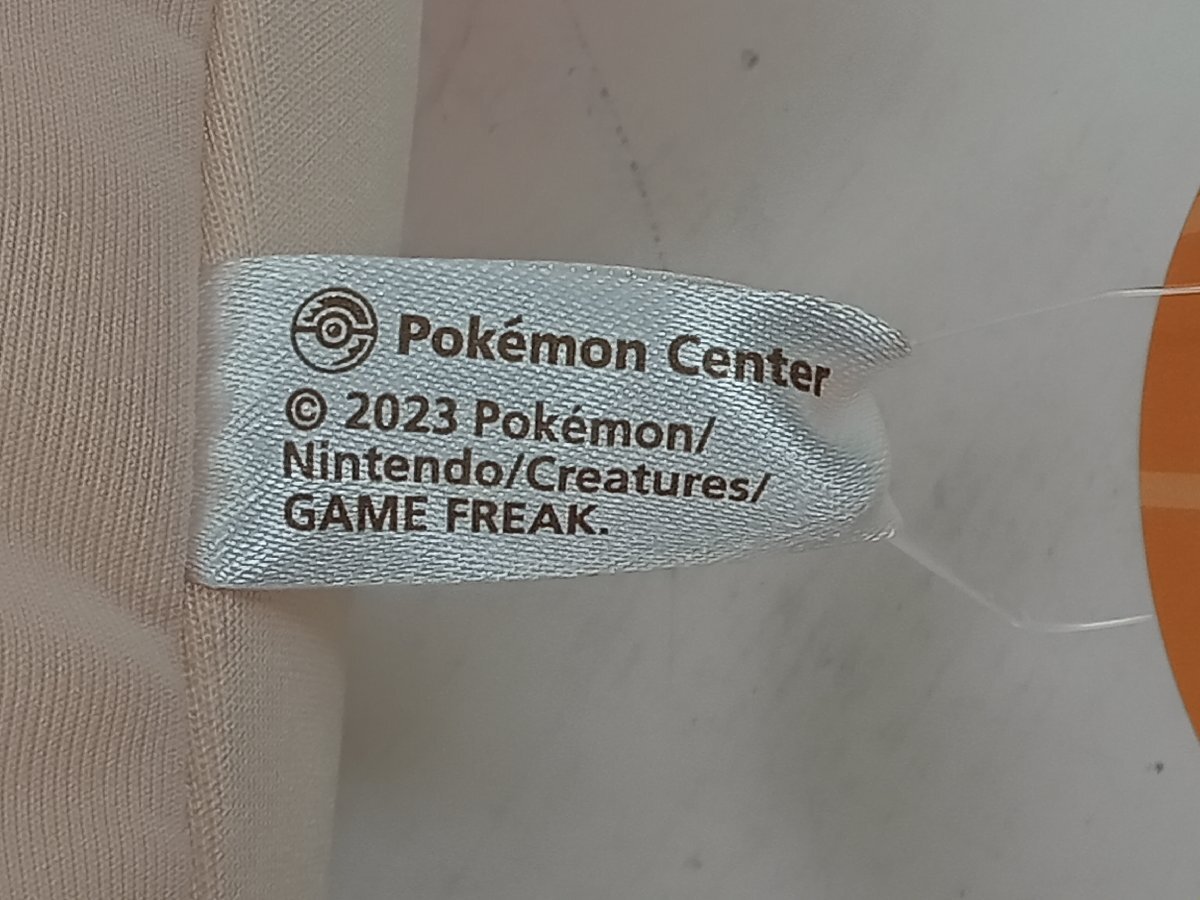 Pokémon Center
© 2023 Pokémon/
Nintendo/Creatures/
GAME FREAK.